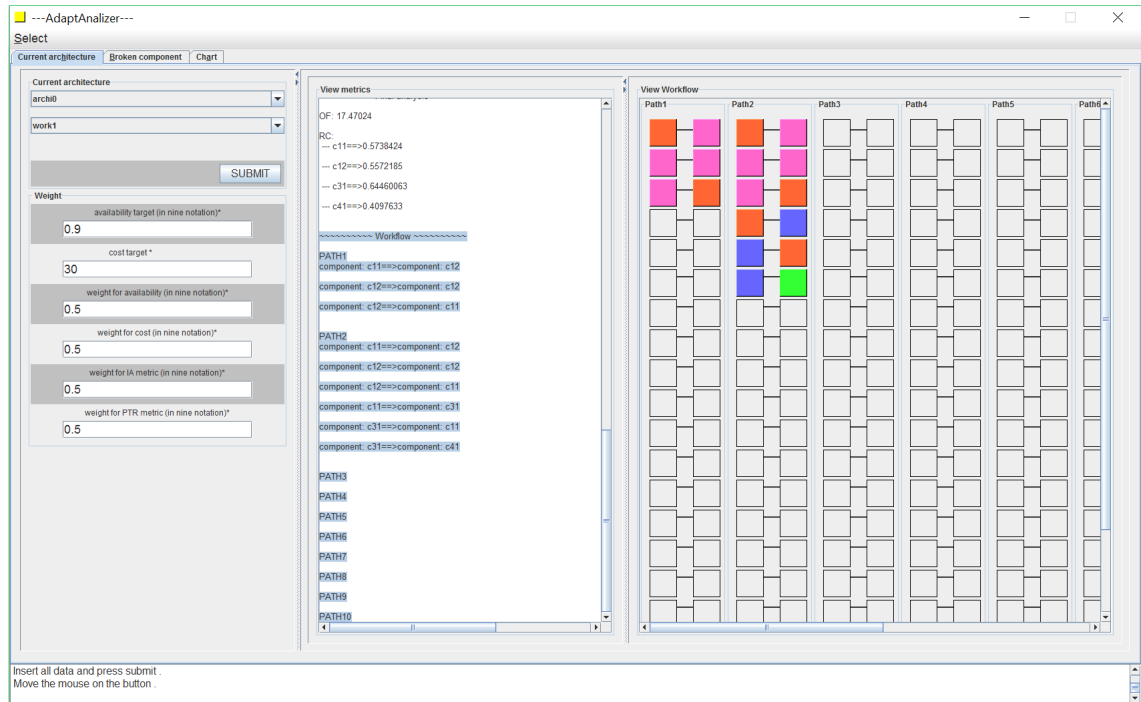 ---AdaptAnalizer---
Select
Current architecture
Broken component
Chart
Current architecture
archi0
work1
SUBMIT
Weight
availability target (in nine notation)*
0.9
cost target *
30
weight for availability (in nine notation)*
0.5
weight for cost (in nine notation)*
0.5
weight for IA metric (in nine notation)*
0.5
weight for PTR metric (in nine notation)*
0.5
View metrics
OF: 17.47024
RC:
--- c11==>0.5738424
--- c12==>0.5572185
--- c31==>0.64460063
--- c41==>0.4097633
~~~~~~~~~~ Workflow ~~~~~~~~~~
PATH1
component: c11==>component: c12
component: c12==>component: c12
component: c12==>component: c11
PATH2
component: c11==>component: c12
component: c12==>component: c12
component: c12==>component: c11
component: c11==>component: c31
component: c31==>component: c11
component: c31==>component: c41
PATH3
PATH4
PATH5
PATH6
PATH7
PATH8
PATH9
PATH10
View Workflow
Path1
Path2
Path3
Path4
Path5
Path6
Insert all data and press submit .
Move the mouse on the button .